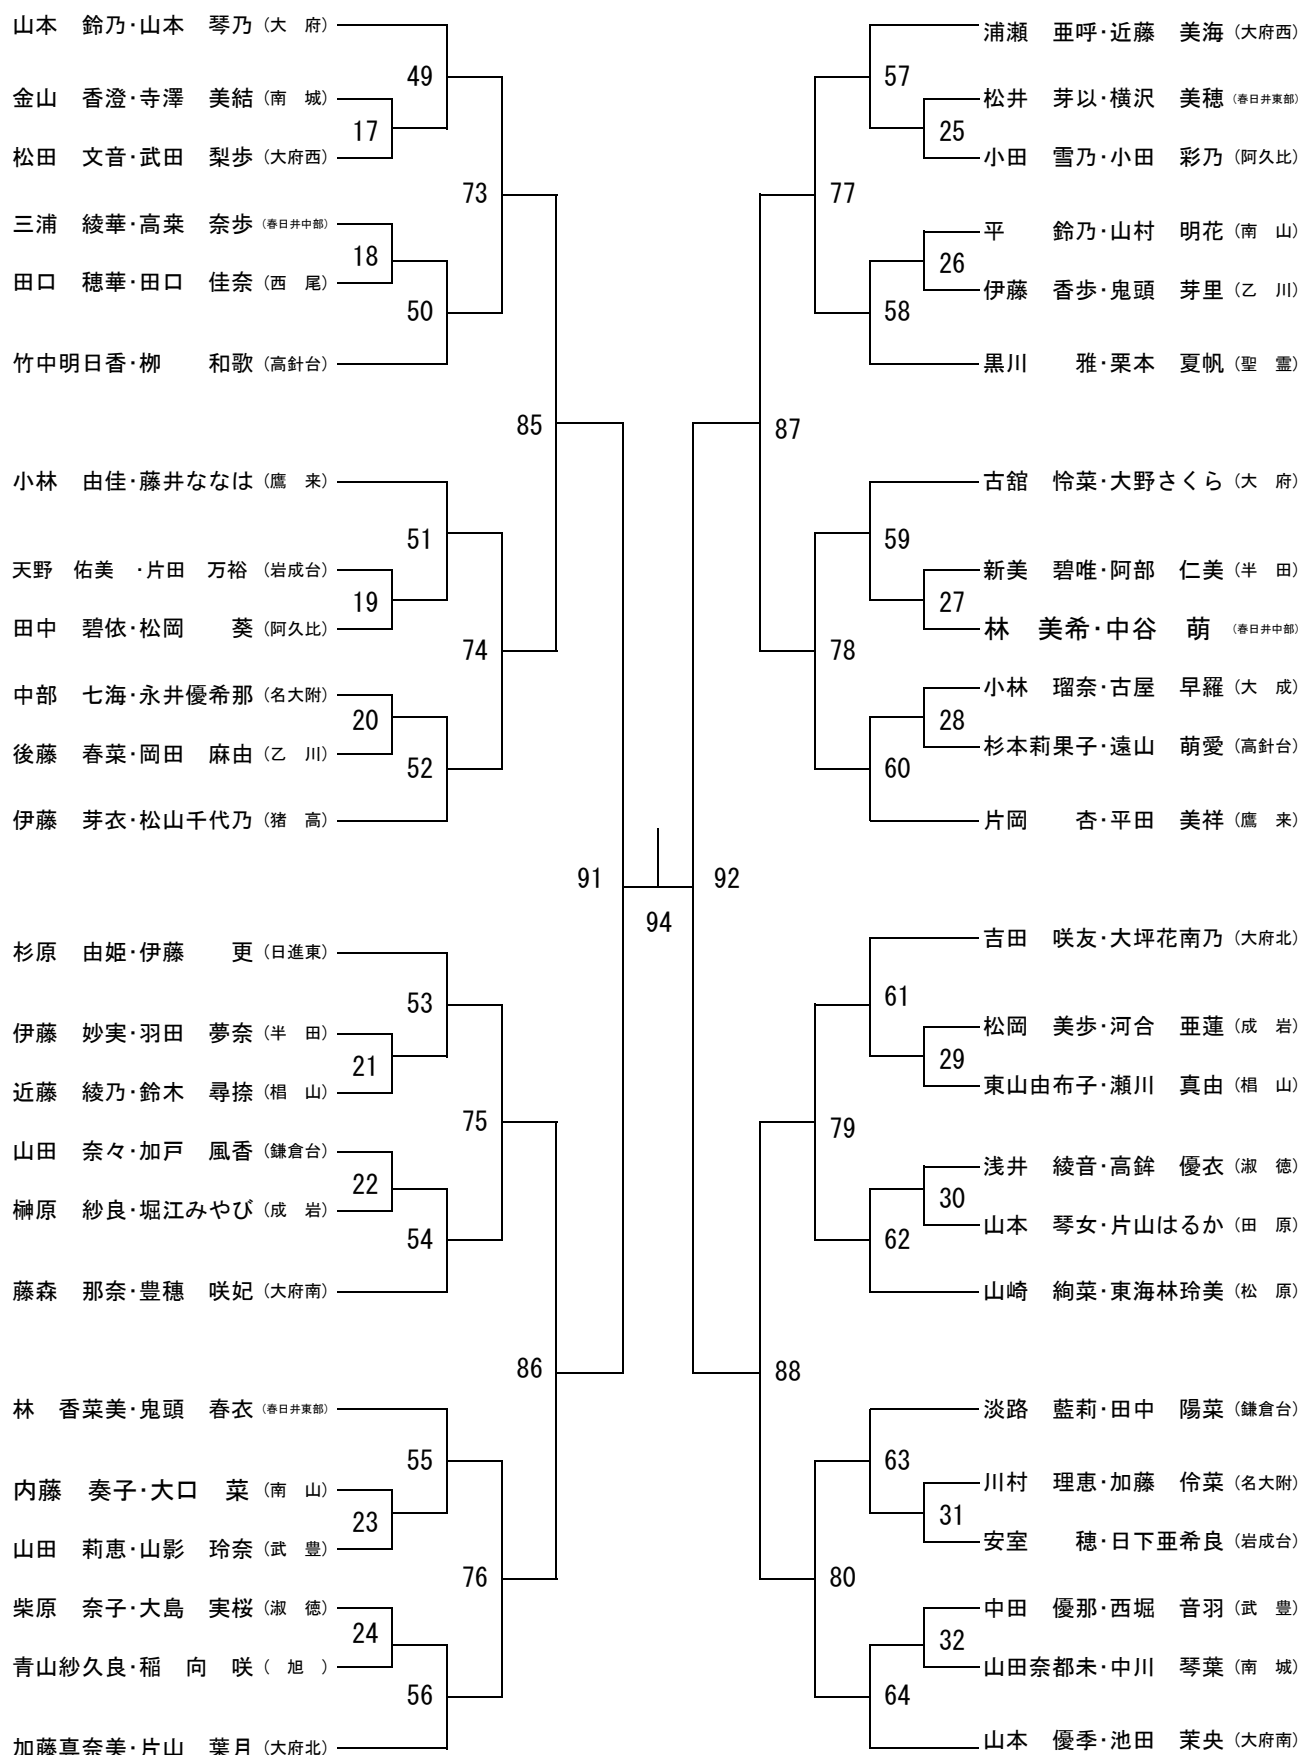 山本　鈴乃・山本　琴乃（大　府）
49
金山　香澄・寺澤　美結（南　城）
17
松田　文音・武田　梨歩（大府西）
73
三浦　綾華・高桒　奈歩（春日井中部）
18
田口　穂華・田口　佳奈（西　尾）
50
竹中明日香・栁　　和歌（高針台）
85
小林　由佳・藤井ななは（鷹　来）
51
天野　佑美　・片田　万裕（岩成台）
19
田中　碧依・松岡　　葵（阿久比）
74
中部　七海・永井優希那（名大附）
20
後藤　春菜・岡田　麻由（乙　川）
52
伊藤　芽衣・松山千代乃（猪　高）
91
94
杉原　由姫・伊藤　　更（日進東）
53
伊藤　妙実・羽田　夢奈（半　田）
21
近藤　綾乃・鈴木　尋捺（椙　山）
75
山田　奈々・加戸　風香（鎌倉台）
22
榊原　紗良・堀江みやび（成　岩）
54
藤森　那奈・豊穂　咲妃（大府南）
86
林　香菜美・鬼頭　春衣（春日井東部）
55
内藤　奏子・大口　菜（南　山）
23
山田　莉恵・山影　玲奈（武　豊）
76
柴原　奈子・大島　実桜（淑　徳）
24
青山紗久良・稲　向　咲（　旭　）
56
加藤真奈美・片山　葉月（大府北）
浦瀬　亜呼・近藤　美海（大府西）
57
松井　芽以・横沢　美穂（春日井東部）
25
小田　雪乃・小田　彩乃（阿久比）
77
平　　鈴乃・山村　明花（南　山）
26
伊藤　香歩・鬼頭　芽里（乙　川）
58
黒川　　雅・栗本　夏帆（聖　霊）
87
古舘　怜菜・大野さくら（大　府）
59
新美　碧唯・阿部　仁美（半　田）
27
林　美希・中谷　萌（春日井中部）
78
小林　瑠奈・古屋　早羅（大　成）
28
杉本莉果子・遠山　萌愛（高針台）
60
片岡　　杏・平田　美祥（鷹　来）
92
吉田　咲友・大坪花南乃（大府北）
61
松岡　美歩・河合　亜蓮（成　岩）
29
東山由布子・瀬川　真由（椙　山）
79
浅井　綾音・高鉾　優衣（淑　徳）
30
山本　琴女・片山はるか（田　原）
62
山崎　絢菜・東海林玲美（松　原）
88
淡路　藍莉・田中　陽菜（鎌倉台）
63
川村　理恵・加藤　伶菜（名大附）
31
安室　　穂・日下亜希良（岩成台）
80
中田　優那・西堀　音羽（武　豊）
32
山田奈都未・中川　琴葉（南　城）
64
山本　優季・池田　茉央（大府南）